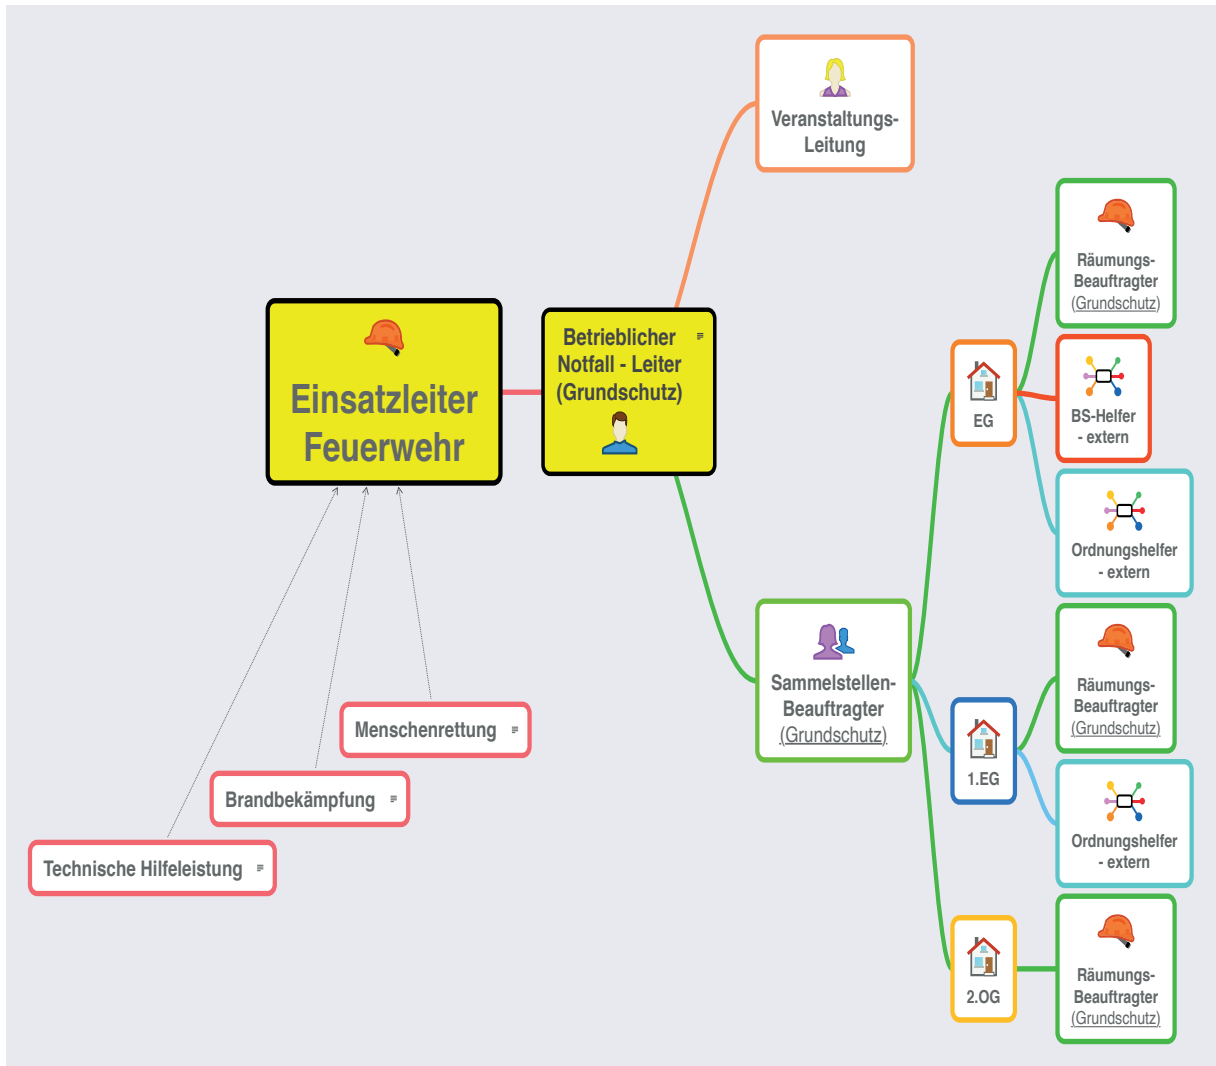 Veranstaltungs-
Leitung
Einsatzleiter
Feuerwehr
Betrieblicher
Notfall - Leiter
(Grundschutz)
Sammelstellen-
Beauftragter
(Grundschutz)
EG
Räumungs-
Beauftragter
(Grundschutz)
BS-Helfer
- extern
Ordnungshelfer
- extern
1.EG
Räumungs-
Beauftragter
(Grundschutz)
Ordnungshelfer
- extern
2.OG
Räumungs-
Beauftragter
(Grundschutz)
Menschenrettung
Brandbekämpfung
Technische Hilfeleistung